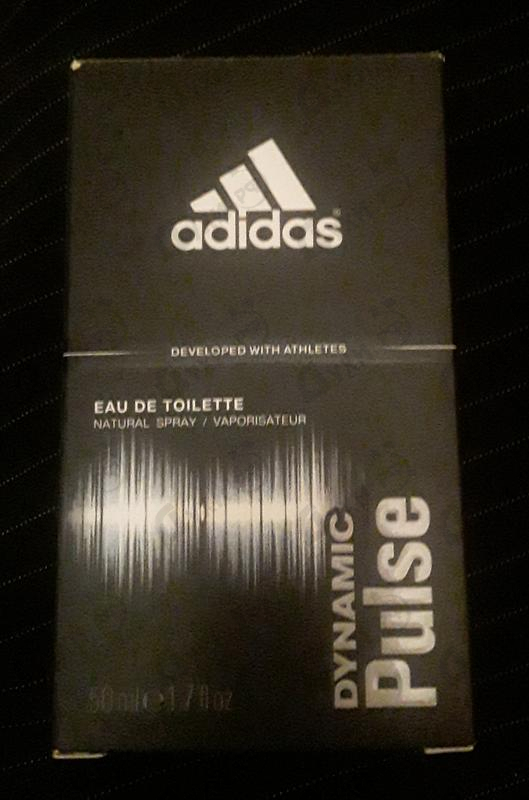 adidas
DEVELOPED WITH ATHLETES
EAU DE TOILETTE
NATURAL SPRAY / VAPORISATEUR
DYNAMIC
Pulse
50 ml e 1.7 fl oz